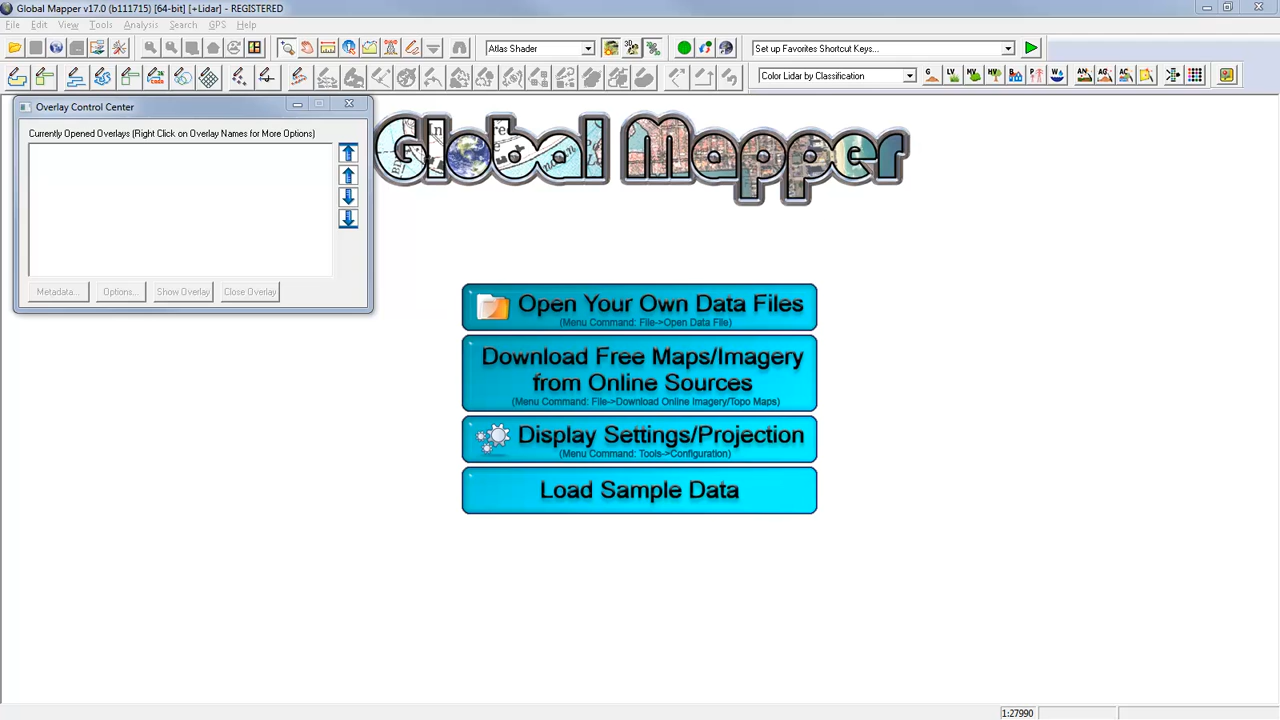 Global Mapper v17.0 (b111715) [64-bit] [+Lidar] - REGISTERED
File Edit View Tools Analysis Search GPS Help
Atlas Shader
Set up Favorites Shortcut Keys...
Color Lidar by Classification
Overlay Control Center
Currently Opened Overlays (Right Click on Overlay Names for More Options)
Metadata... Options... Show Overlay Close Overlay
Global Mapper
Open Your Own Data Files
(Menu Command: File->Open Data File)
Download Free Maps/Imagery
from Online Sources
(Menu Command: File->Download Online Imagery/Topo Maps)
Display Settings/Projection
(Menu Command: Tools->Configuration)
Load Sample Data
1:27990